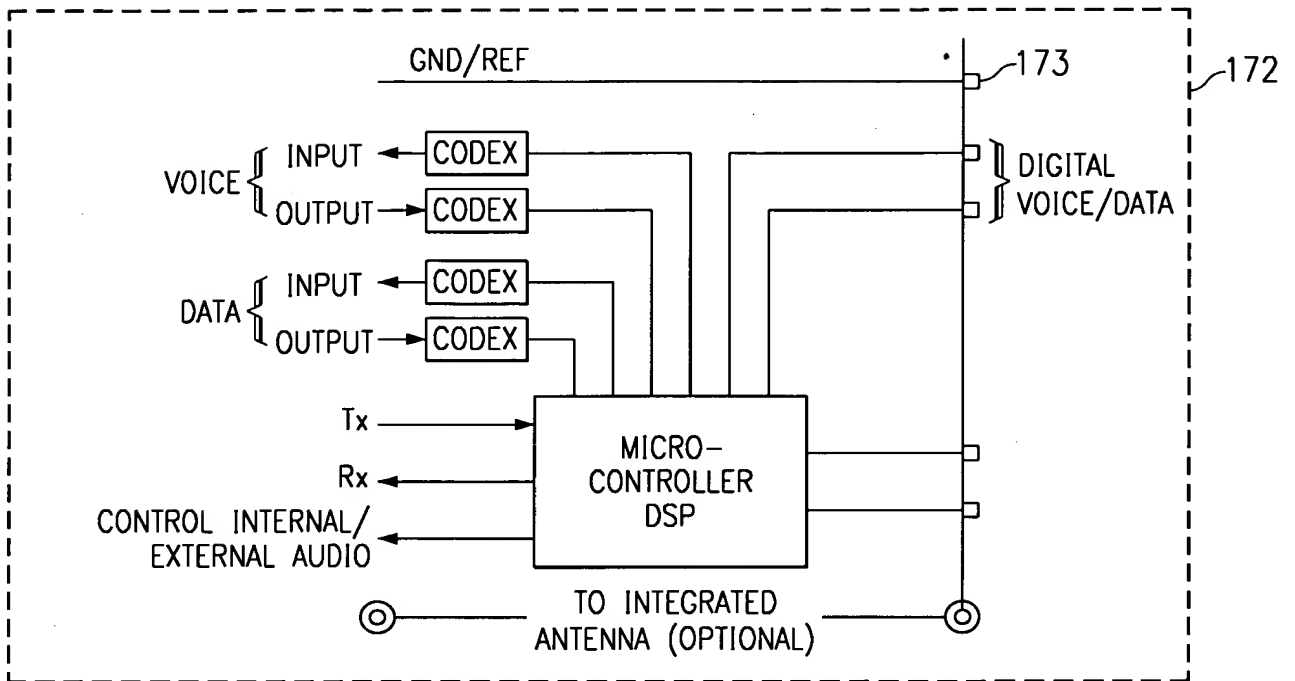 GND/REF
173
172
VOICE
INPUT
CODEX
OUTPUT
CODEX
DIGITAL
VOICE/DATA
DATA
INPUT
CODEX
OUTPUT
CODEX
Tx
Rx
CONTROL INTERNAL/
EXTERNAL AUDIO
MICRO-
CONTROLLER
DSP
TO INTEGRATED
ANTENNA (OPTIONAL)